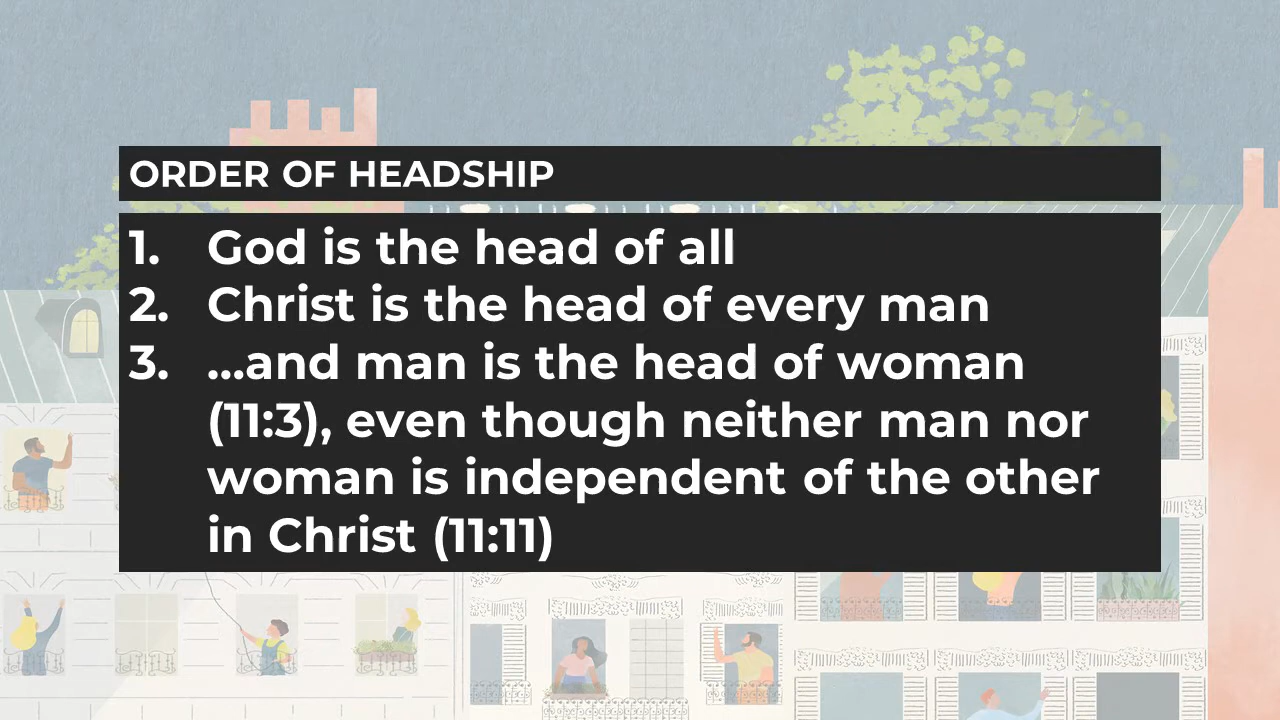 ORDER OF HEADSHIP
1. God is the head of all
2. Christ is the head of every man
3. ...and man is the head of woman
(11:3), even though neither man nor
woman is independent of the other
in Christ (11:11)